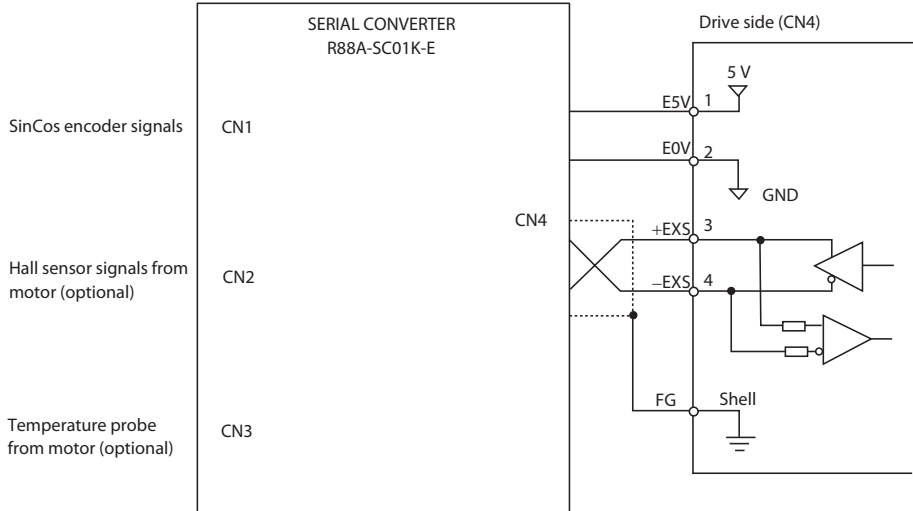 SERIAL CONVERTER
R88A-SC01K-E
Drive side (CN4)
5 V
E5V
1
SinCos encoder signals
CN1
E0V
2
GND
CN4
+EXS
3
Hall sensor signals from
motor (optional)
CN2
−EXS
4
FG
Shell
Temperature probe
from motor (optional)
CN3